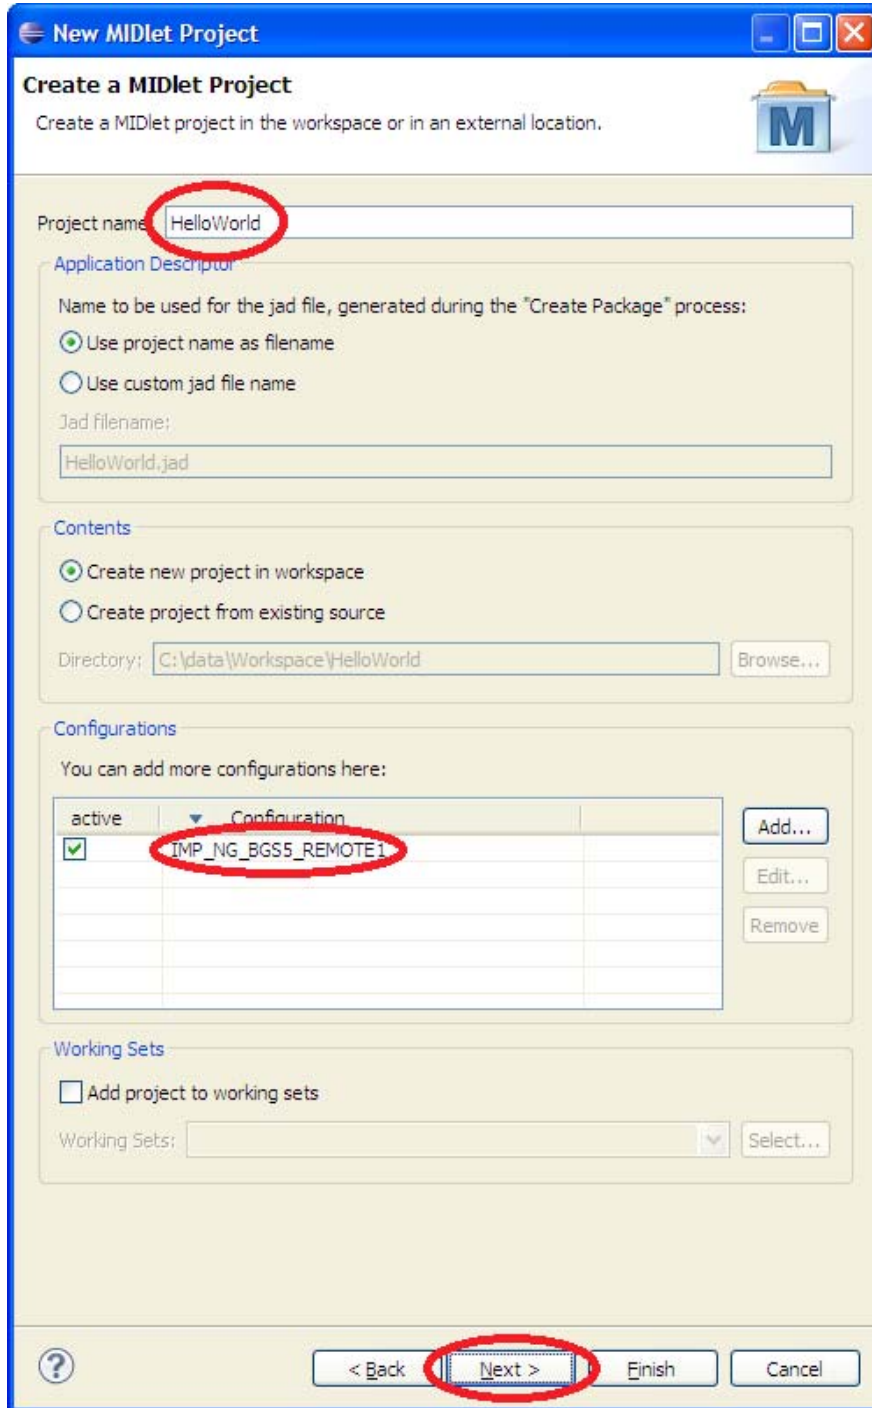 New MIDlet Project
Create a MIDlet Project
Create a MIDlet project in the workspace or in an external location.
M
Project name: HelloWorld
Application Descriptor
Name to be used for the jad file, generated during the "Create Package" process:
Use project name as filename
Use custom jad file name
Jad filename:
HelloWorld.jad
Contents
Create new project in workspace
Create project from existing source
Directory: C:\data\Workspace\HelloWorld Browse...
Configurations
You can add more configurations here:
active Configuration
IMP_NG_BGS5_REMOTE1
Add...
Edit...
Remove
Working Sets
Add project to working sets
Working Sets: Select...
? < Back Next > Finish Cancel